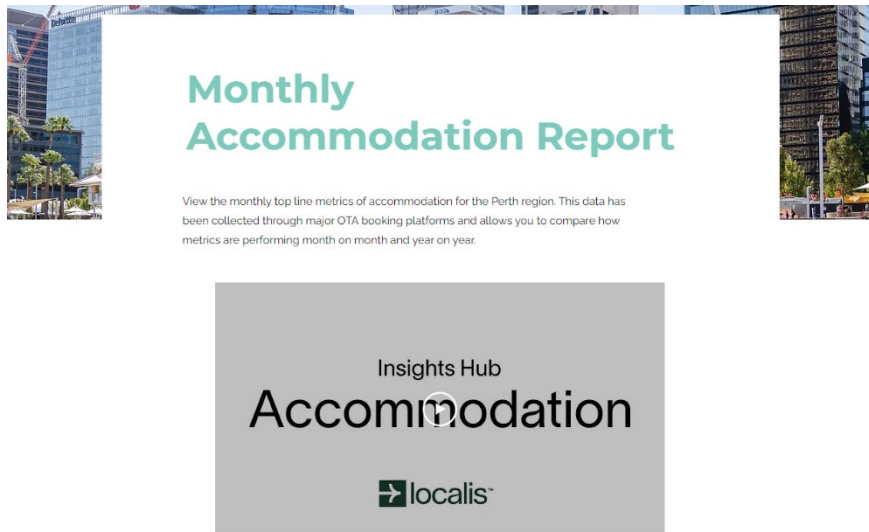 Deloitte
Monthly
Accommodation Report
View the monthly top line metrics of accommodation for the Perth region. This data has
been collected through major OTA booking platforms and allows you to compare how
metrics are performing month on month and year on year.
Insights Hub
Accommodation
localis™